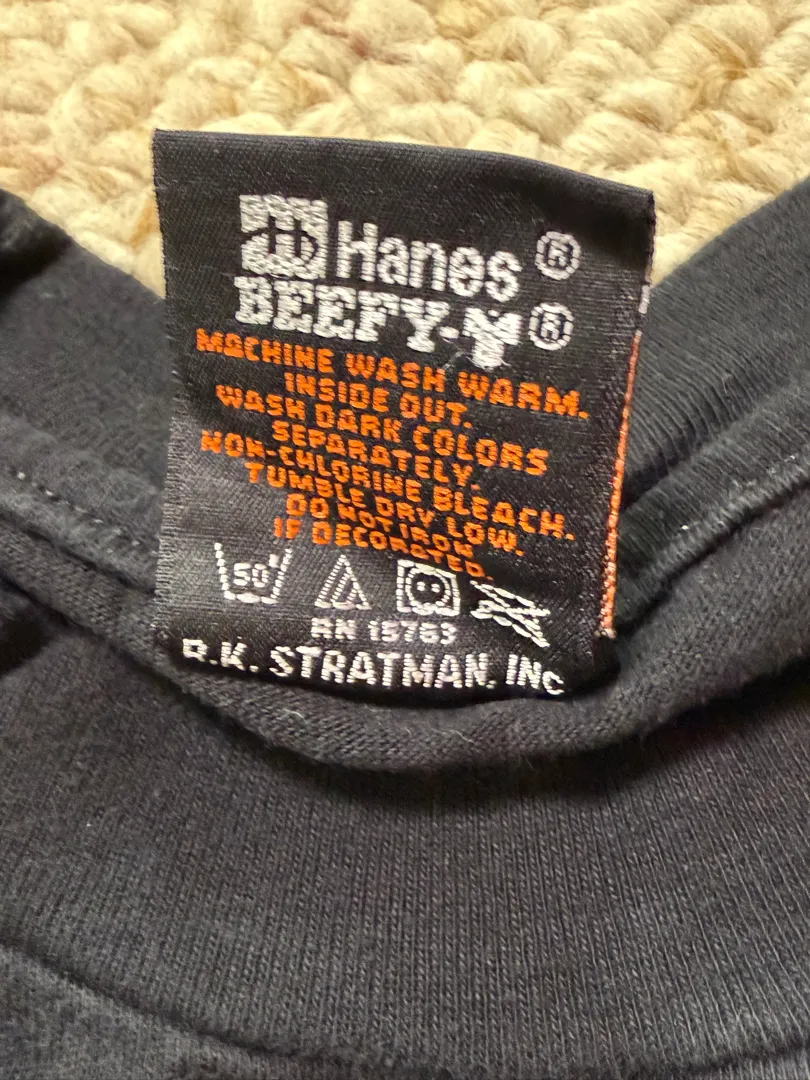 Hanes ®
BEEFY-T ®
MACHINE WASH WARM.
INSIDE OUT.
WASH DARK COLORS
SEPARATELY.
NON-CHLORINE BLEACH.
TUMBLE DRY LOW.
DO NOT IRON
IF DECORATED.
50
RN 15763
R.K. STRATMAN, INC